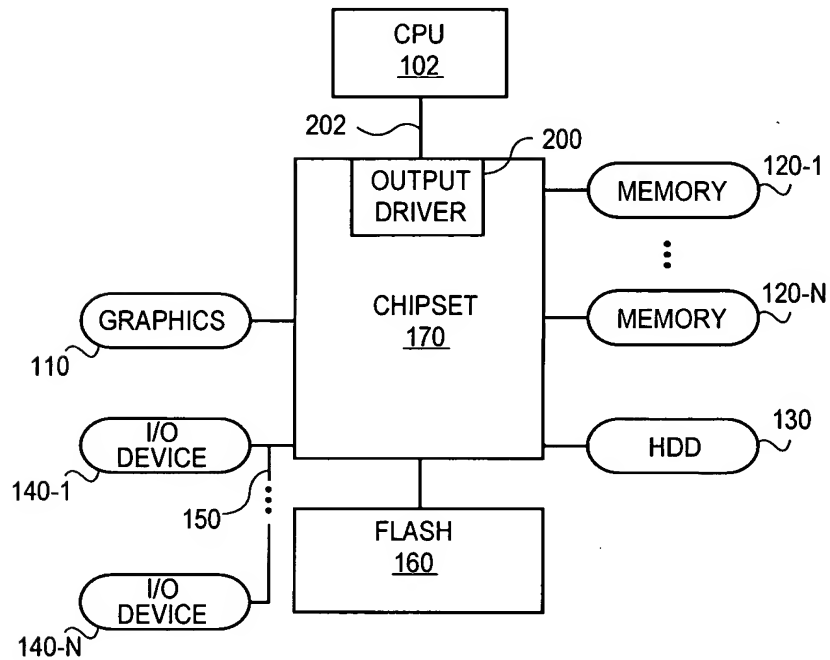 CPU
102
202
200
OUTPUT
DRIVER
MEMORY
120-1
CHIPSET
170
MEMORY
120-N
GRAPHICS
110
I/O
DEVICE
140-1
150
HDD
130
FLASH
160
I/O
DEVICE
140-N